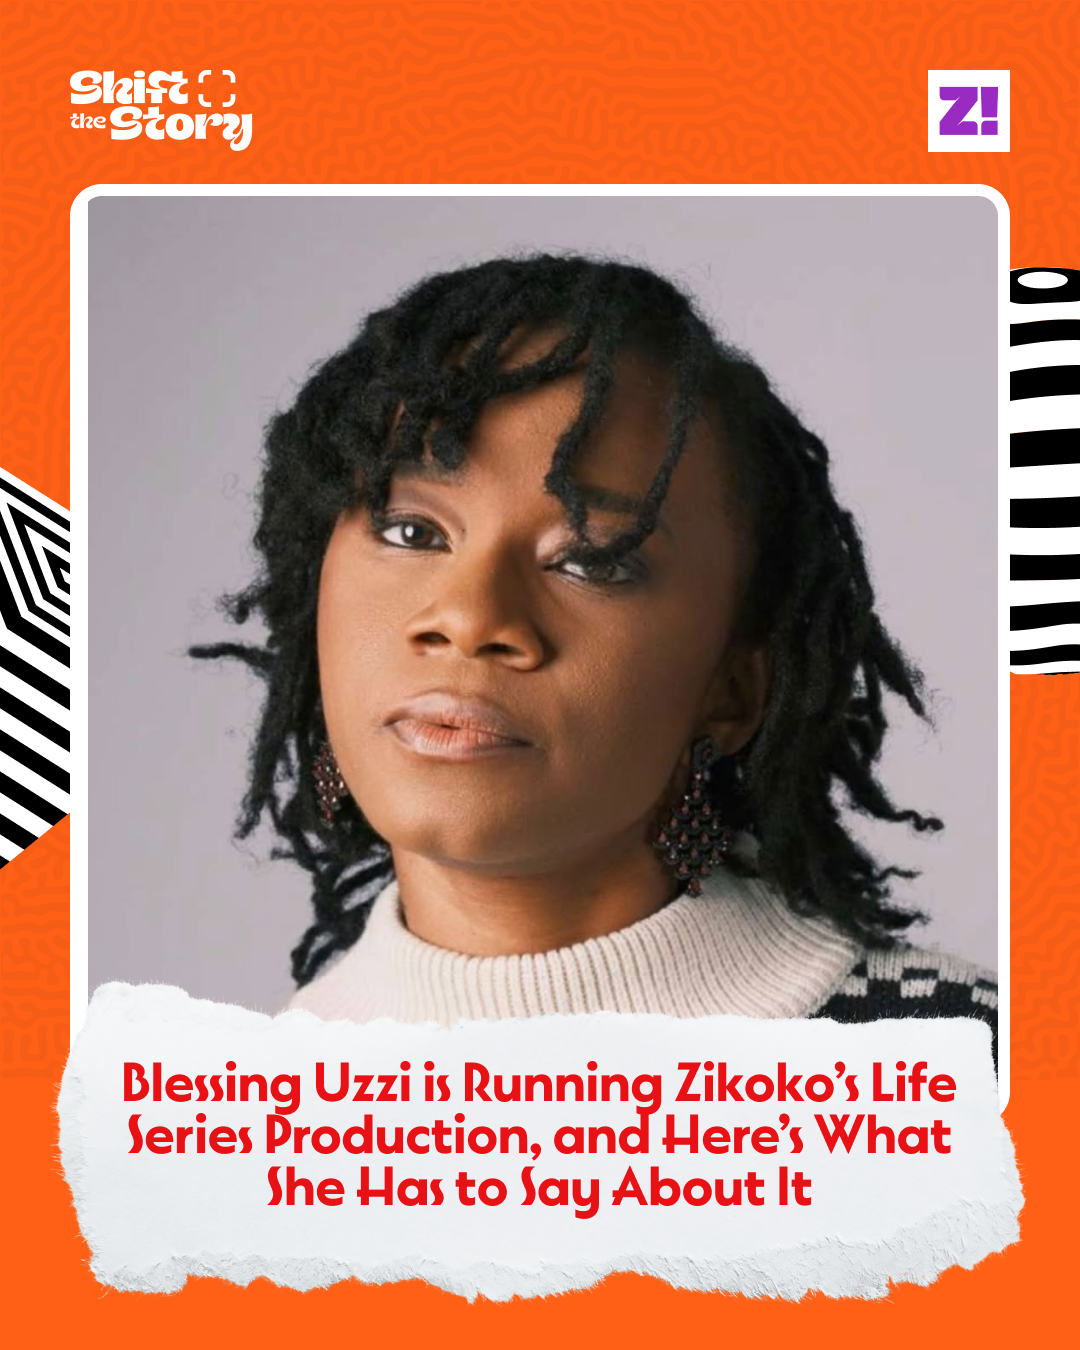 Shift
the Story
Z!
Blessing Uzzi is Running Zikoko’s Life
Series Production, and Here’s What
She Has to Say About It